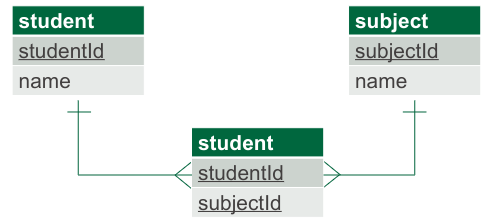 student
studentId
name
subject
subjectId
name
student
studentId
subjectId